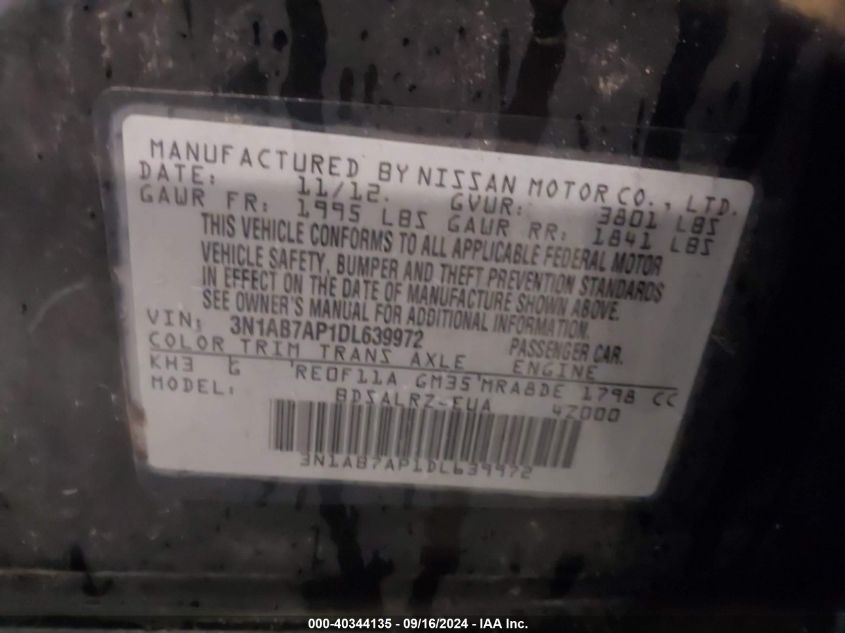 MANUFACTURED BY NISSAN MOTOR CO., LTD.
DATE: 11/12. GVWR: 3801 LBS
GAWR FR: 1995 LBS GAWR RR: 1841 LBS
THIS VEHICLE CONFORMS TO ALL APPLICABLE FEDERAL MOTOR
VEHICLE SAFETY, BUMPER AND THEFT PREVENTION STANDARDS
IN EFFECT ON THE DATE OF MANUFACTURE SHOWN ABOVE.
SEE OWNER'S MANUAL FOR ADDITIONAL INFORMATION.
VIN: 3N1AB7AP1DL639972 PASSENGER CAR.
COLOR TRIM TRANS AXLE ENGINE
KH3 G RE0F11A GM35 MRA8DE 1798 CC
MODEL: BDSALRZ-EUA 4Z000
3N1AB7AP1DL639972
000-40344135 - 09/16/2024 - IAA Inc.